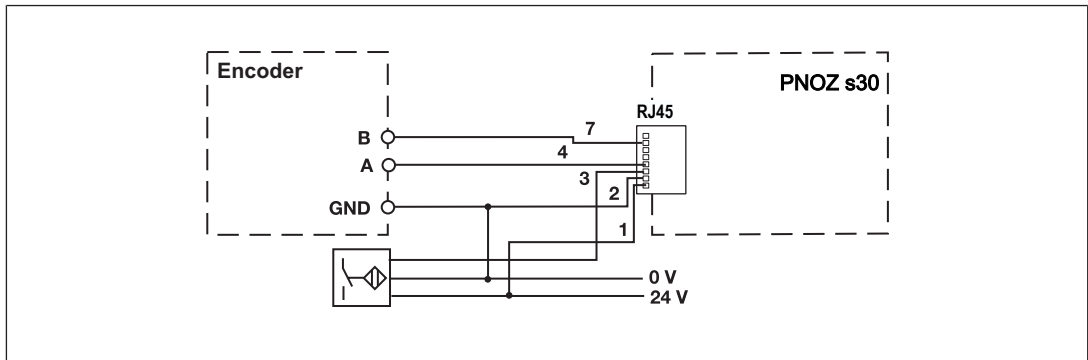 Encoder
PNOZ s30
RJ45
B
7
A
4
3
GND
2
1
0 V
24 V